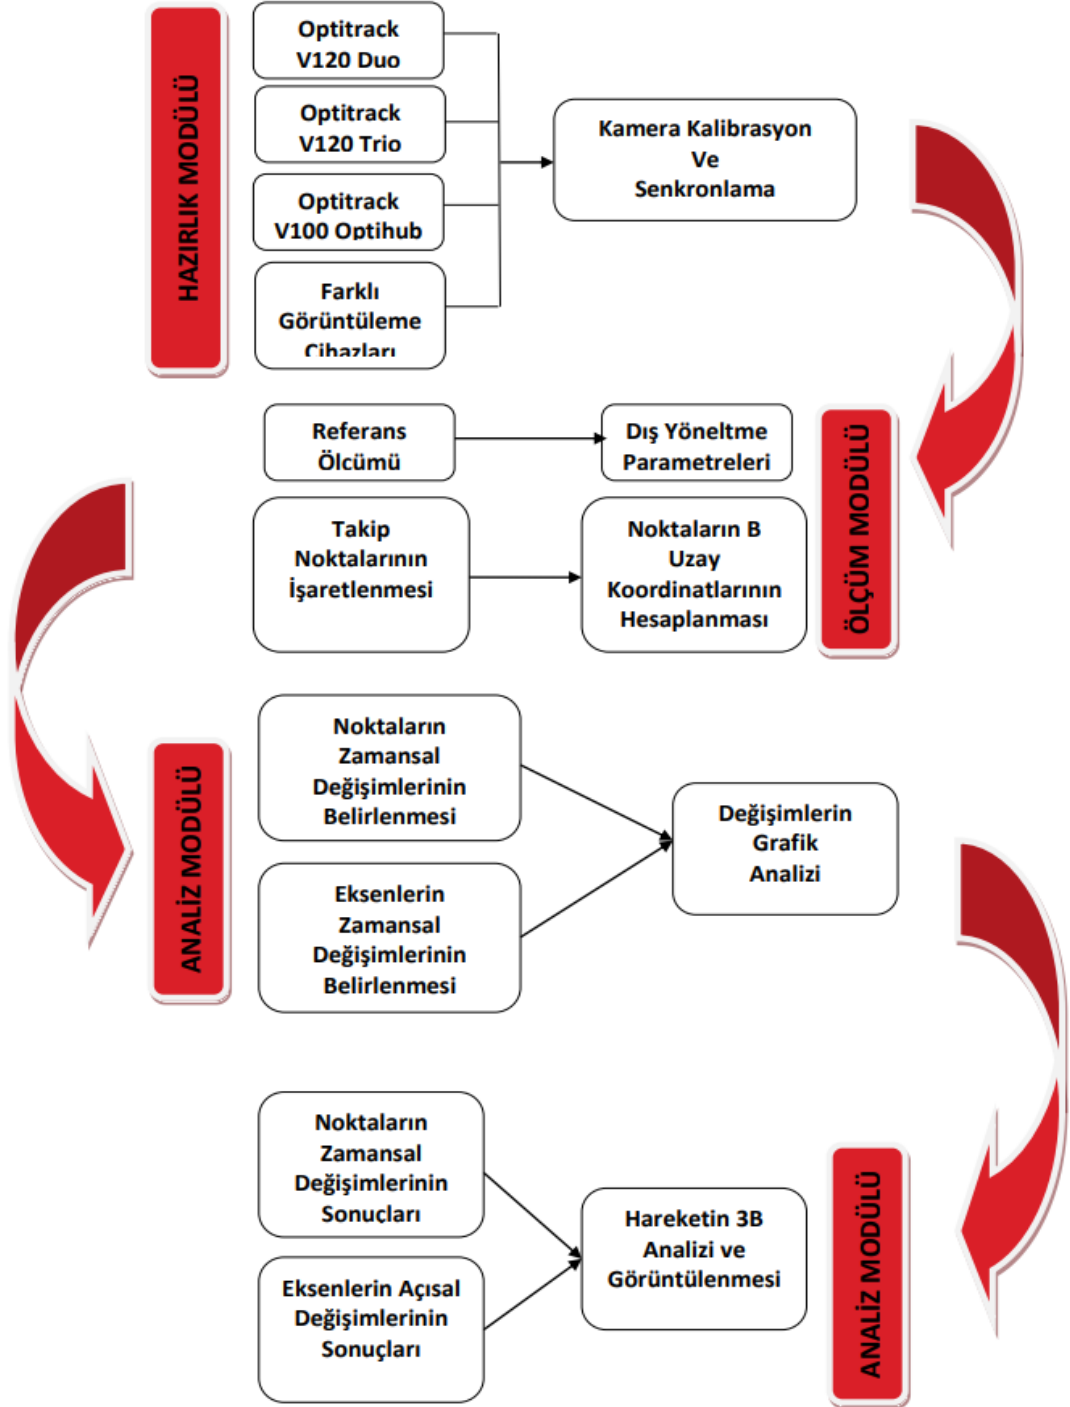 HAZIRLIK MODÜLÜ
Optitrack
V120 Duo
Optitrack
V120 Trio
Optitrack
V100 Optihub
Farklı
Görüntüleme
Cihazları
Kamera Kalibrasyon
Ve
Senkronlama
Referans
Ölcümü
Dış Yöneltme
Parametreleri
Takip
Noktalarının
İşaretlenmesi
Noktaların B
Uzay
Koordinatlarının
Hesaplanması
ÖLÇÜM MODÜLÜ
ANALİZ MODÜLÜ
Noktaların
Zamansal
Değişimlerinin
Belirlenmesi
Eksenlerin
Zamansal
Değişimlerinin
Belirlenmesi
Değişimlerin
Grafik
Analizi
Noktaların
Zamansal
Değişimlerinin
Sonuçları
Eksenlerin Açısal
Değişimlerinin
Sonuçları
Hareketin 3B
Analizi ve
Görüntülenmesi
ANALİZ MODÜLÜ